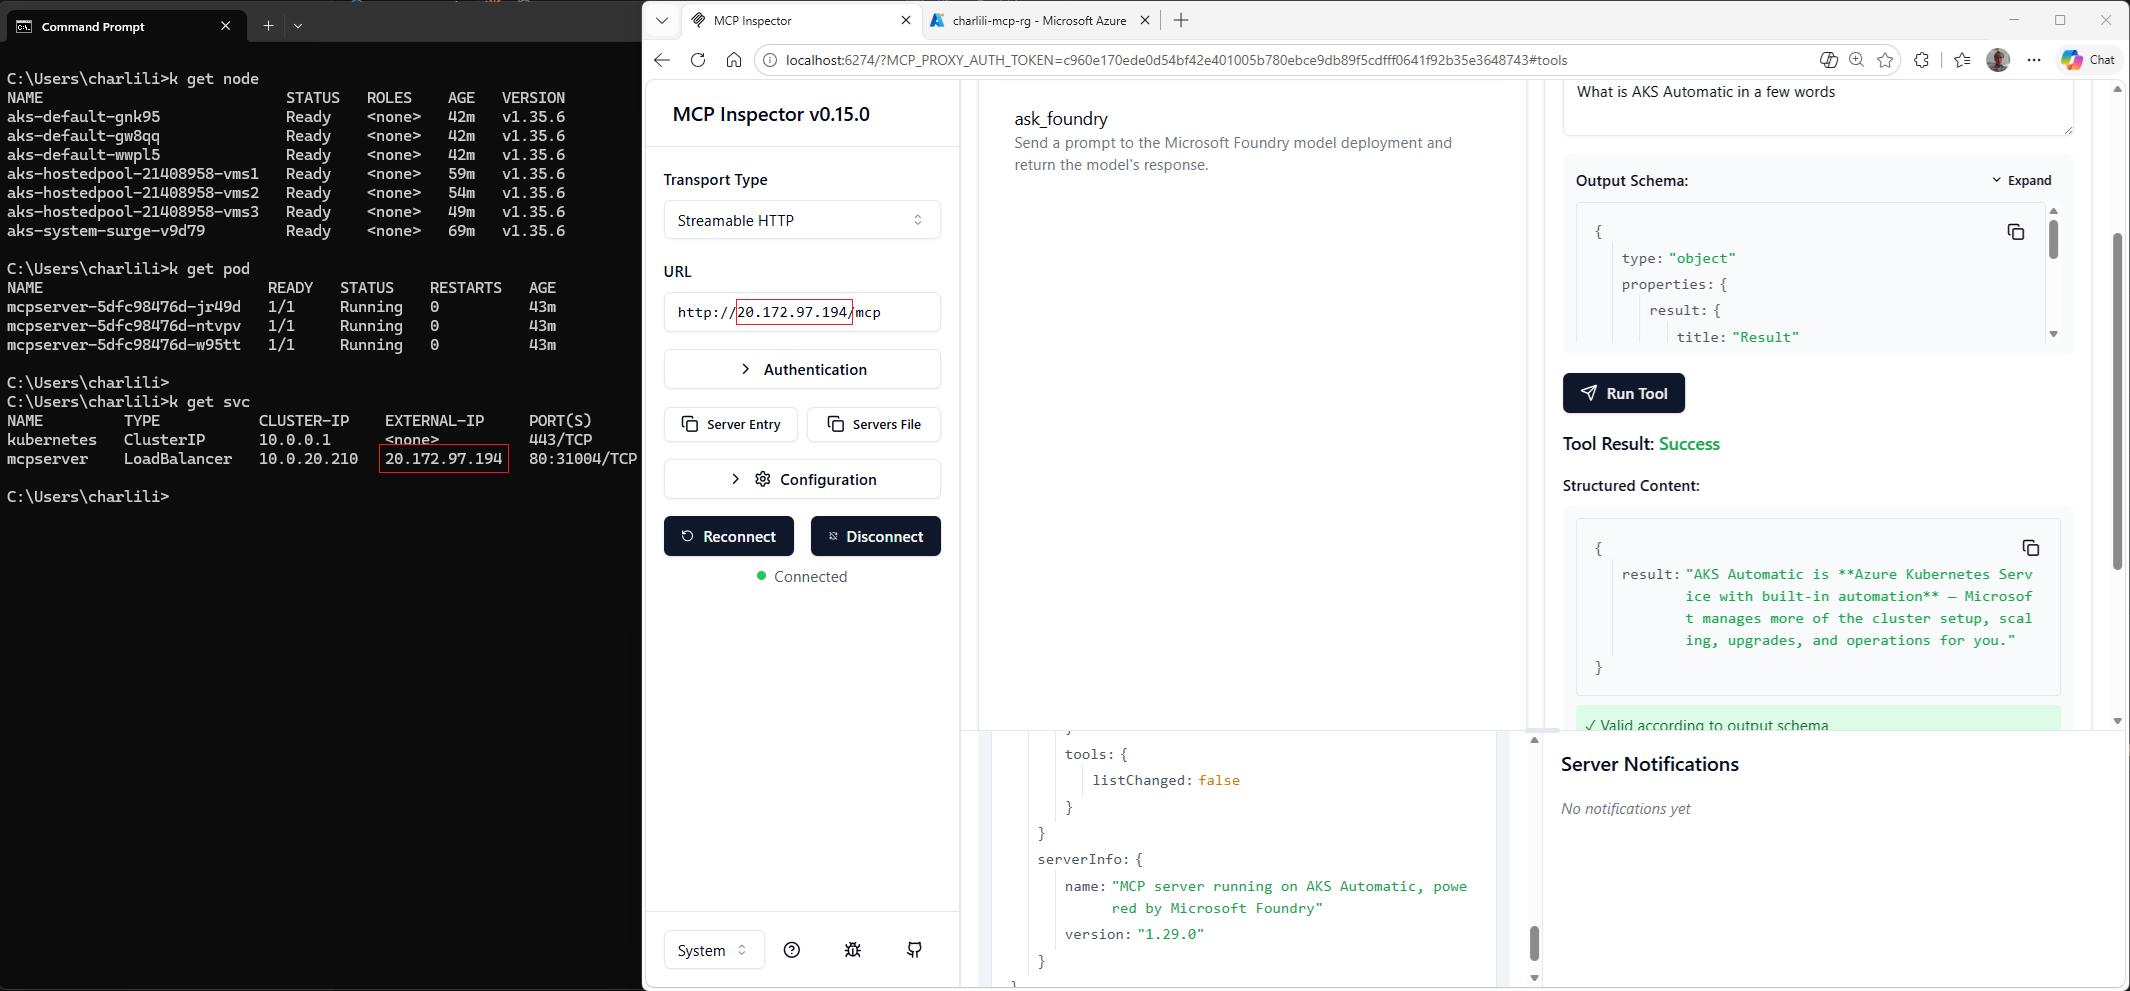 Command Prompt
C:\Users\charlili>k get node
NAME STATUS ROLES AGE VERSION
aks-default-gnk95 Ready <none> 42m v1.35.6
aks-default-gw8qq Ready <none> 42m v1.35.6
aks-default-wwpl5 Ready <none> 42m v1.35.6
aks-hostedpool-21408958-vms1 Ready <none> 59m v1.35.6
aks-hostedpool-21408958-vms2 Ready <none> 54m v1.35.6
aks-hostedpool-21408958-vms3 Ready <none> 49m v1.35.6
aks-system-surge-v9d79 Ready <none> 69m v1.35.6
C:\Users\charlili>k get pod
NAME READY STATUS RESTARTS AGE
mcpserver-5dfc98476d-jr49d 1/1 Running 0 43m
mcpserver-5dfc98476d-ntvpv 1/1 Running 0 43m
mcpserver-5dfc98476d-w95tt 1/1 Running 0 43m
C:\Users\charlili>
C:\Users\charlili>k get svc
NAME TYPE CLUSTER-IP EXTERNAL-IP PORT(S)
kubernetes ClusterIP 10.0.0.1 <none> 443/TCP
mcpserver LoadBalancer 10.0.20.210 20.172.97.194 80:31004/TCP
C:\Users\charlili>
MCP Inspector
charlili-mcp-rg - Microsoft Azure
localhost:6274/?MCP_PROXY_AUTH_TOKEN=c960e170ede0d54bf42e401005b780ebce9db89f5cdfff0641f92b35e3648743#tools
Chat
MCP Inspector v0.15.0
Transport Type
Streamable HTTP
URL
http://20.172.97.194/mcp
Authentication
Server Entry
Servers File
Configuration
Reconnect
Disconnect
Connected
System
ask_foundry
Send a prompt to the Microsoft Foundry model deployment and
return the model's response.
What is AKS Automatic in a few words
Output Schema:
Expand
{
type: "object"
properties: {
result: {
title: "Result"
Run Tool
Tool Result: Success
Structured Content:
{
result: "AKS Automatic is **Azure Kubernetes Serv
ice with built-in automation** — Microsof
t manages more of the cluster setup, scal
ing, upgrades, and operations for you."
}
✓ Valid according to output schema
}
tools: {
listChanged: false
}
}
serverInfo: {
name: "MCP server running on AKS Automatic, powe
red by Microsoft Foundry"
version: "1.29.0"
}
}
Server Notifications
No notifications yet